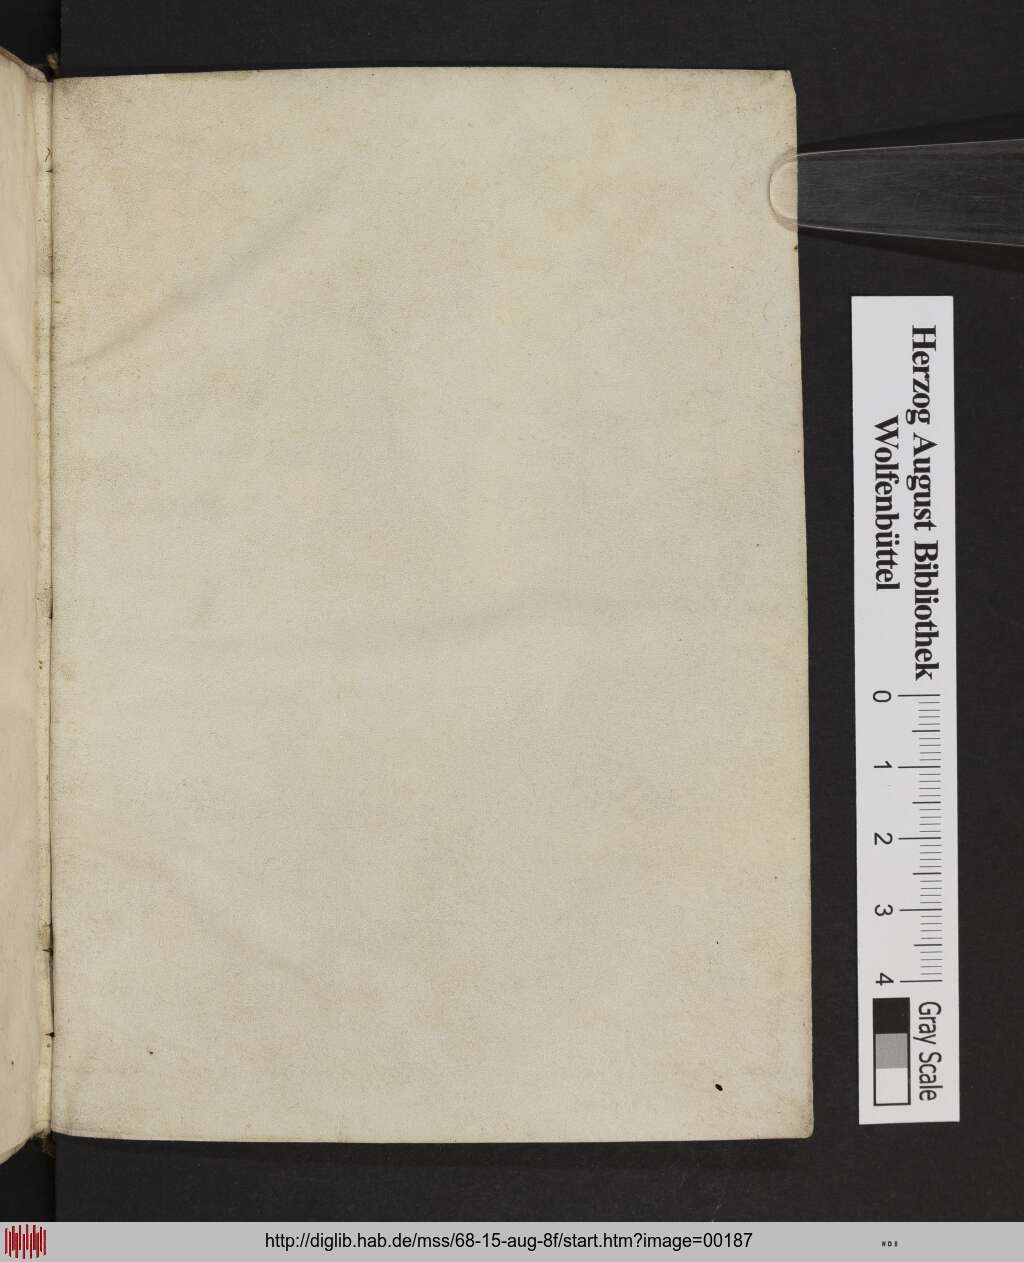 Herzog August Bibliothek
Wolfenbüttel
0 1 2 3 4
Gray Scale
http://diglib.hab.de/mss/68-15-aug-8f/start.htm?image=00187